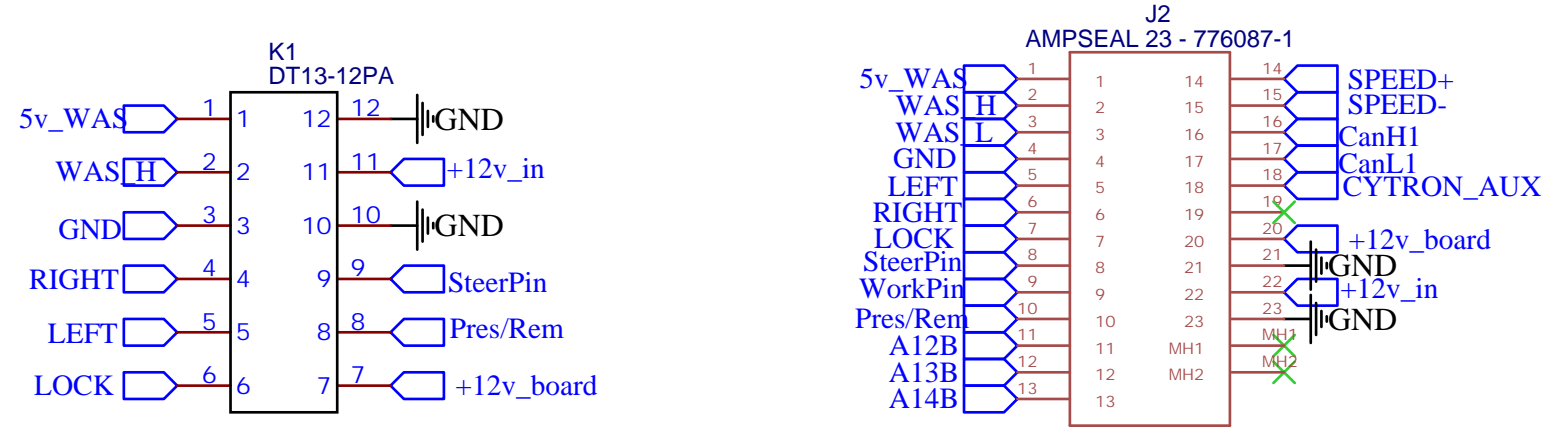 K1
DT13-12PA
5v_WAS 1 1 12 12 GND
WAS_H 2 2 11 11 +12v_in
GND 3 3 10 10 GND
RIGHT 4 4 9 9 SteerPin
LEFT 5 5 8 8 Pres/Rem
LOCK 6 6 7 7 +12v_board
J2
AMPSEAL 23 - 776087-1
5v_WAS 1 1 14 14 SPEED+
WAS_H 2 2 15 15 SPEED-
WAS_L 3 3 16 16 CanH1
GND 4 4 17 17 CanL1
LEFT 5 5 18 18 CYTRON_AUX
RIGHT 6 6 19 19
LOCK 7 7 20 20 +12v_board
SteerPin 8 8 21 21 GND
WorkPin 9 9 22 22 +12v_in
Pres/Rem 10 10 23 23 GND
A12B 11 11 MH1 MH1
A13B 12 12 MH2 MH2
A14B 13 13